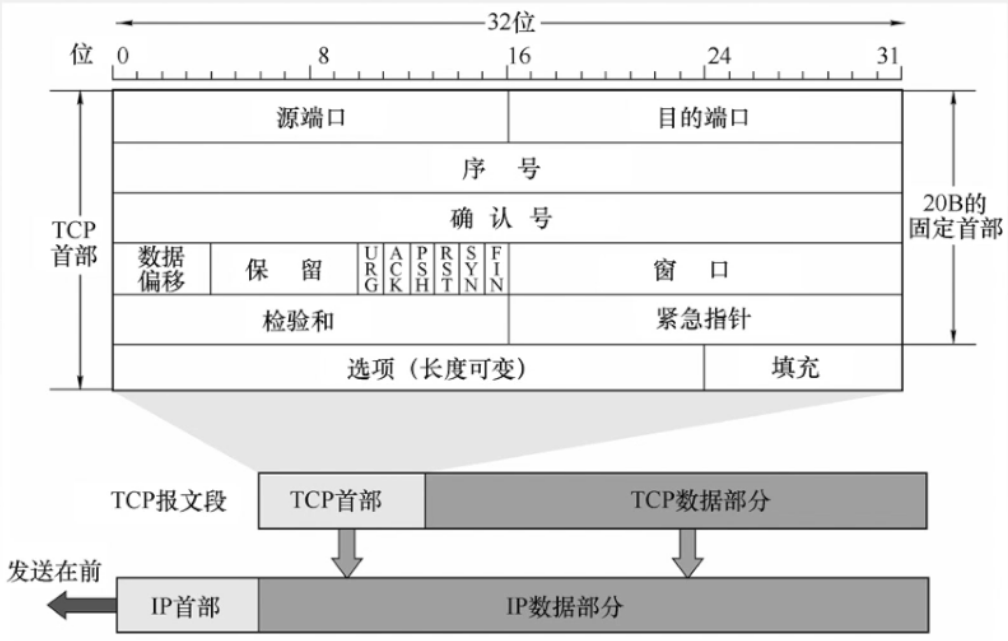 32位
位 0 8 16 24 31
源端口 目的端口
序 号
确 认 号
TCP
首部
20B的
固定首部
数据
偏移
保 留
URG
ACK
PSH
RST
SYN
FIN
窗 口
检验和 紧急指针
选项（长度可变） 填充
TCP报文段 TCP首部 TCP数据部分
发送在前
IP首部 IP数据部分